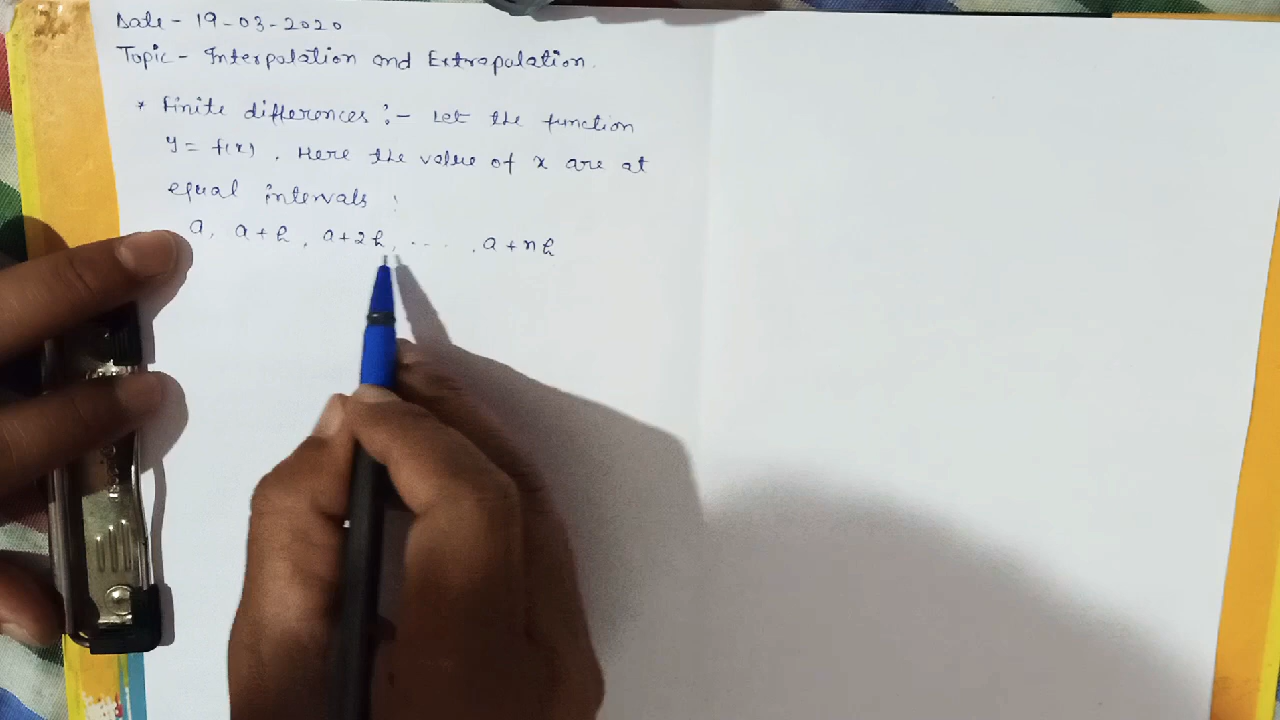 Date - 19-03-2020
Topic - Interpolation and Extrapolation.
* Finite differences :- Let the function
y = f(x) . Here the value of x are at
equal intervals :
a, a + h, a + 2h, ...., a + nh